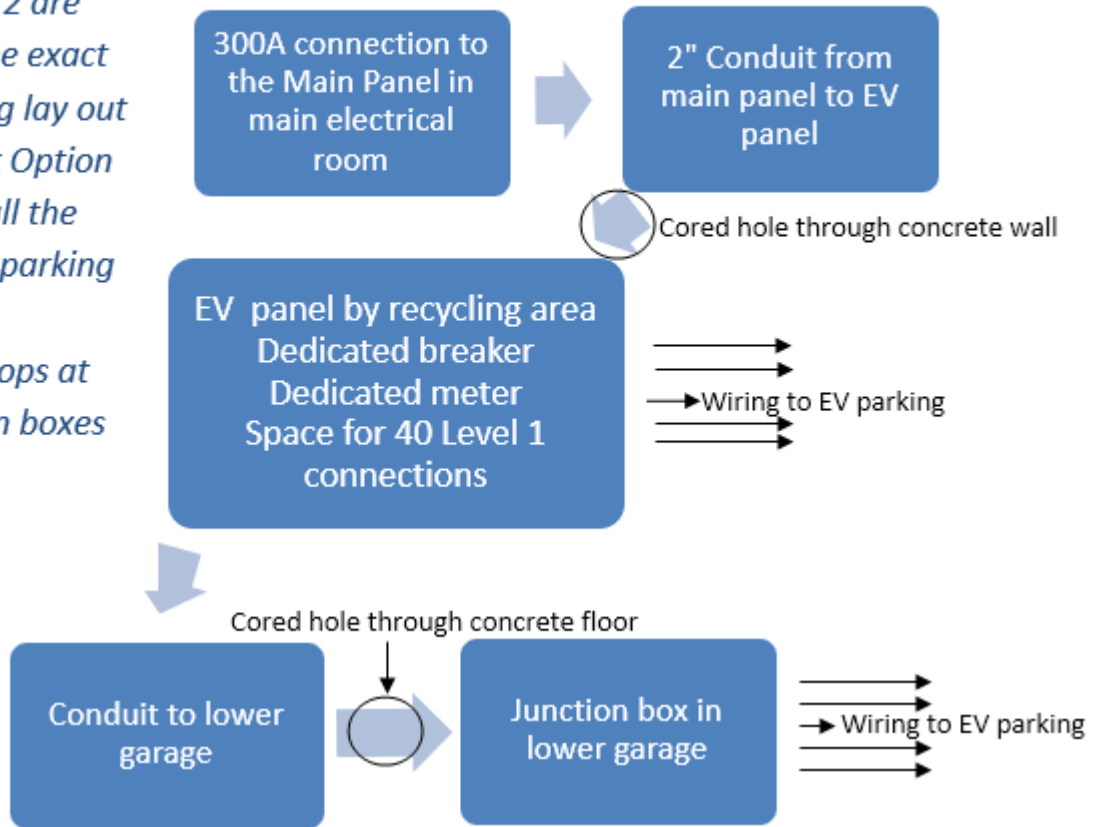 2 are
e exact
g lay out
t Option
all the
parking
ops at
n boxes
300A connection to
the Main Panel in
main electrical
room
2" Conduit from
main panel to EV
panel
Cored hole through concrete wall
EV  panel by recycling area
Dedicated breaker
Dedicated meter
Space for 40 Level 1
connections
Wiring to EV parking
Cored hole through concrete floor
Conduit to lower
garage
Junction box in
lower garage
Wiring to EV parking